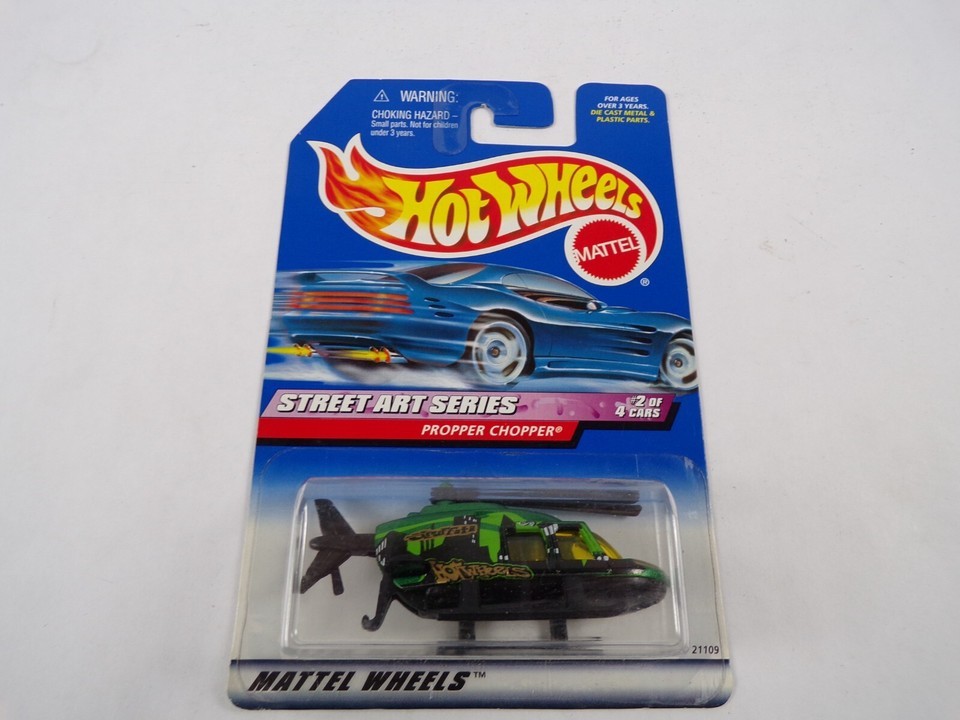 ⚠ WARNING:
CHOKING HAZARD –
Small parts. Not for children
under 3 years.
FOR AGES
OVER 3 YEARS.
DIE CAST METAL &
PLASTIC PARTS.
HOT WHEELS
MATTEL
®
STREET ART SERIES
#2 OF
4 CARS
PROPPER CHOPPER®
HOT WHEELS
21109
MATTEL WHEELS™